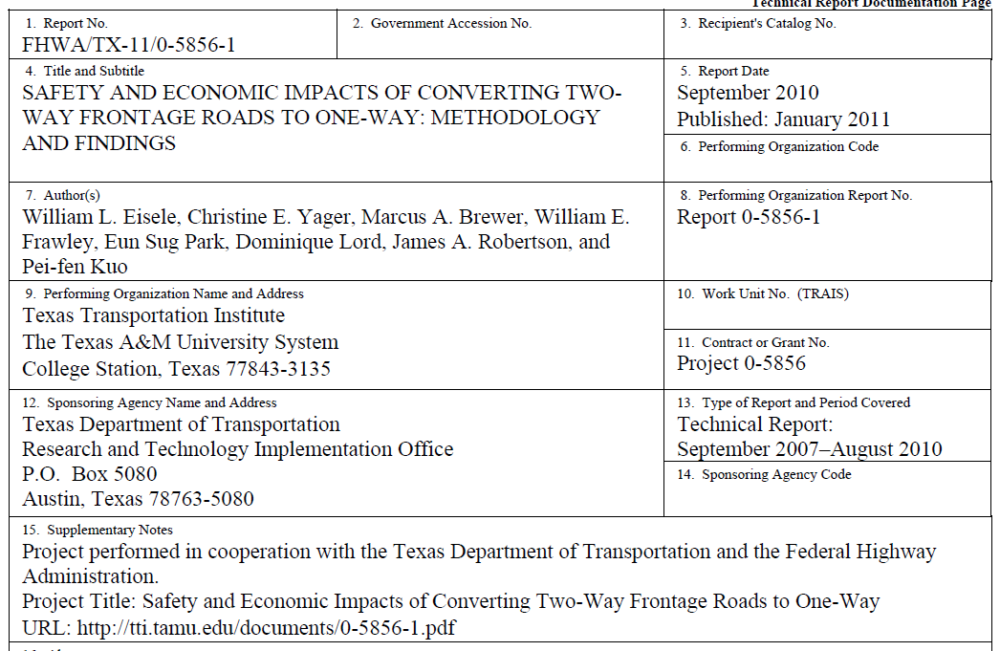 Technical Report Documentation Page
1. Report No.
FHWA/TX-11/0-5856-1
2. Government Accession No.
3. Recipient's Catalog No.
4. Title and Subtitle
SAFETY AND ECONOMIC IMPACTS OF CONVERTING TWO-
WAY FRONTAGE ROADS TO ONE-WAY: METHODOLOGY
AND FINDINGS
5. Report Date
September 2010
Published: January 2011
6. Performing Organization Code
7. Author(s)
William L. Eisele, Christine E. Yager, Marcus A. Brewer, William E.
Frawley, Eun Sug Park, Dominique Lord, James A. Robertson, and
Pei-fen Kuo
8. Performing Organization Report No.
Report 0-5856-1
9. Performing Organization Name and Address
Texas Transportation Institute
The Texas A&M University System
College Station, Texas 77843-3135
10. Work Unit No. (TRAIS)
11. Contract or Grant No.
Project 0-5856
12. Sponsoring Agency Name and Address
Texas Department of Transportation
Research and Technology Implementation Office
P.O. Box 5080
Austin, Texas 78763-5080
13. Type of Report and Period Covered
Technical Report:
September 2007–August 2010
14. Sponsoring Agency Code
15. Supplementary Notes
Project performed in cooperation with the Texas Department of Transportation and the Federal Highway
Administration.
Project Title: Safety and Economic Impacts of Converting Two-Way Frontage Roads to One-Way
URL: http://tti.tamu.edu/documents/0-5856-1.pdf